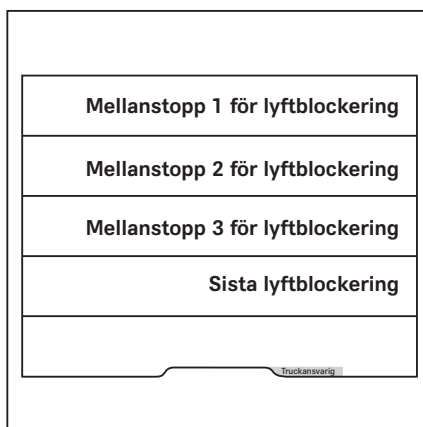 Mellanstopp 1 för lyftblockering
Mellanstopp 2 för lyftblockering
Mellanstopp 3 för lyftblockering
Sista lyftblockering
Truckansvarig